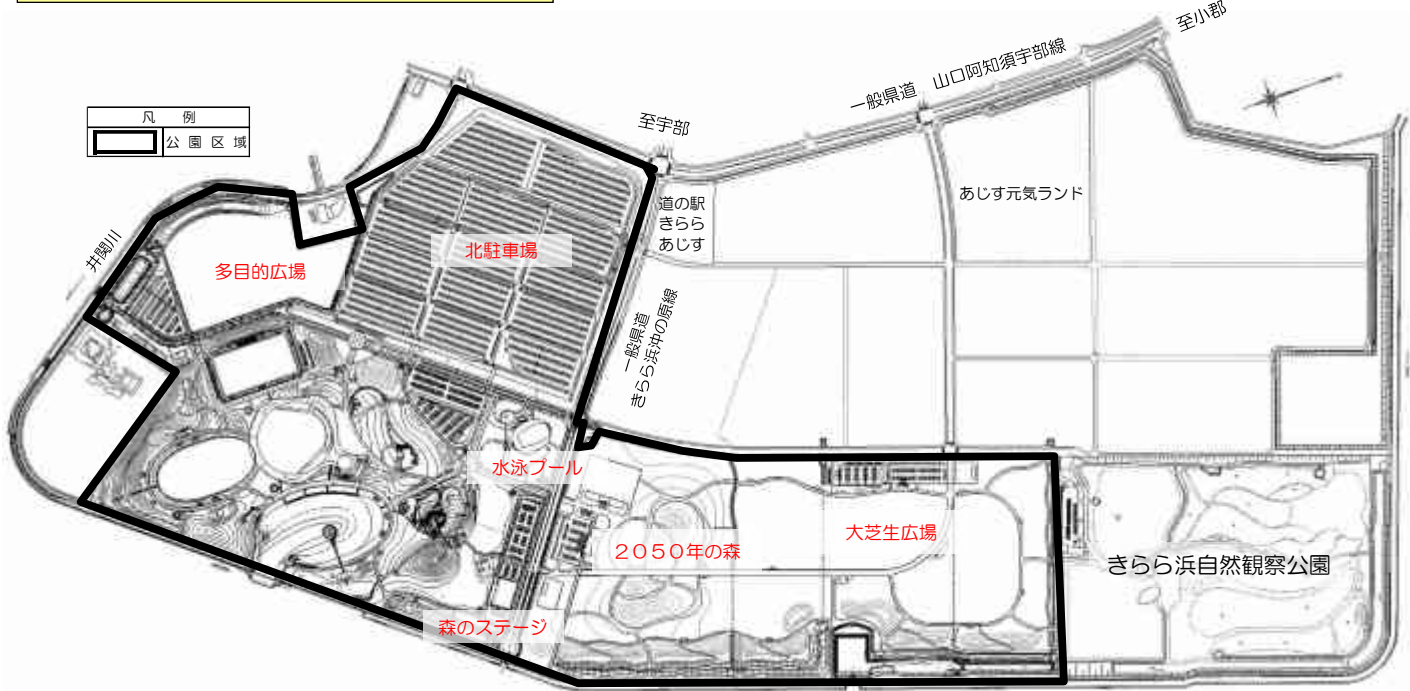 至小郡
一般県道 山口阿知須宇部線
至宇部
凡 例
公 園 区 域
あじす元気ランド
道の駅
きらら
あじす
北駐車場
井関川
多目的広場
一般県道
きらら浜沖の原線
水泳プール
2050年の森
大芝生広場
きらら浜自然観察公園
森のステージ